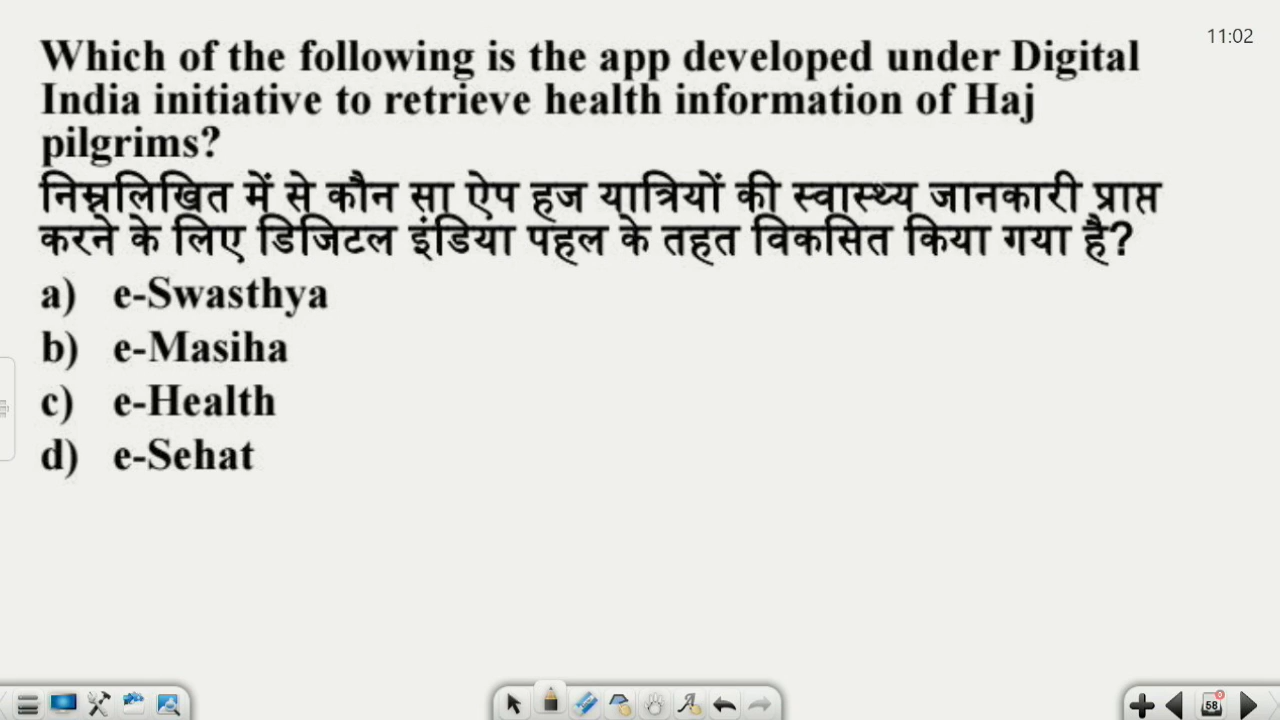 11:02
Which of the following is the app developed under Digital
India initiative to retrieve health information of Haj
pilgrims?
निम्नलिखित में से कौन सा ऐप हज यात्रियों की स्वास्थ्य जानकारी प्राप्त
करने के लिए डिजिटल इंडिया पहल के तहत विकसित किया गया है?
a) e-Swasthya
b) e-Masiha
c) e-Health
d) e-Sehat
58